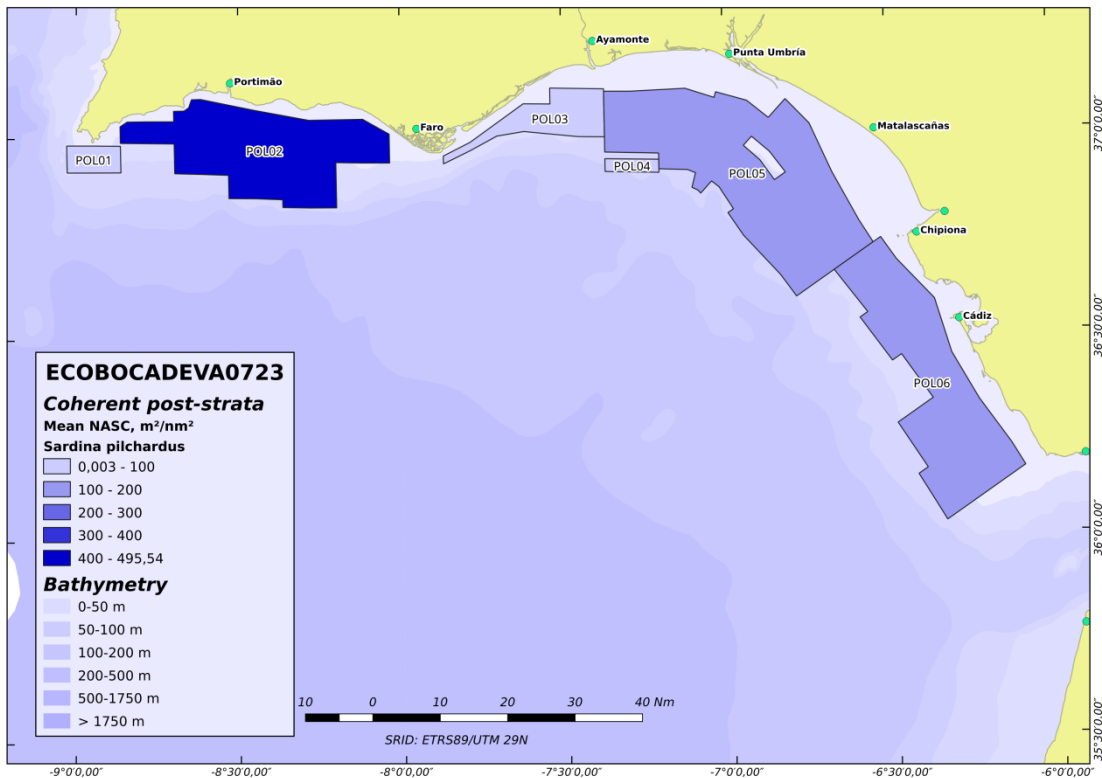 Ayamonte
Punta Umbría
Portimão
Faro
Matalascañas
POL01
POL02
POL03
POL04
POL05
Chipiona
Cádiz
POL06
37°0'0,00"
36°30'0,00"
36°0'0,00"
35°30'0,00"
ECOBOCADEVA0723
Coherent post-strata
Mean NASC, m²/nm²
Sardina pilchardus
0,003 - 100
100 - 200
200 - 300
300 - 400
400 - 495,54
Bathymetry
0-50 m
50-100 m
100-200 m
200-500 m
500-1750 m
> 1750 m
10 0 10 20 30 40 Nm
SRID: ETRS89/UTM 29N
-9°0'0,00" -8°30'0,00" -8°0'0,00" -7°30'0,00" -7°0'0,00" -6°30'0,00" -6°0'0,00"